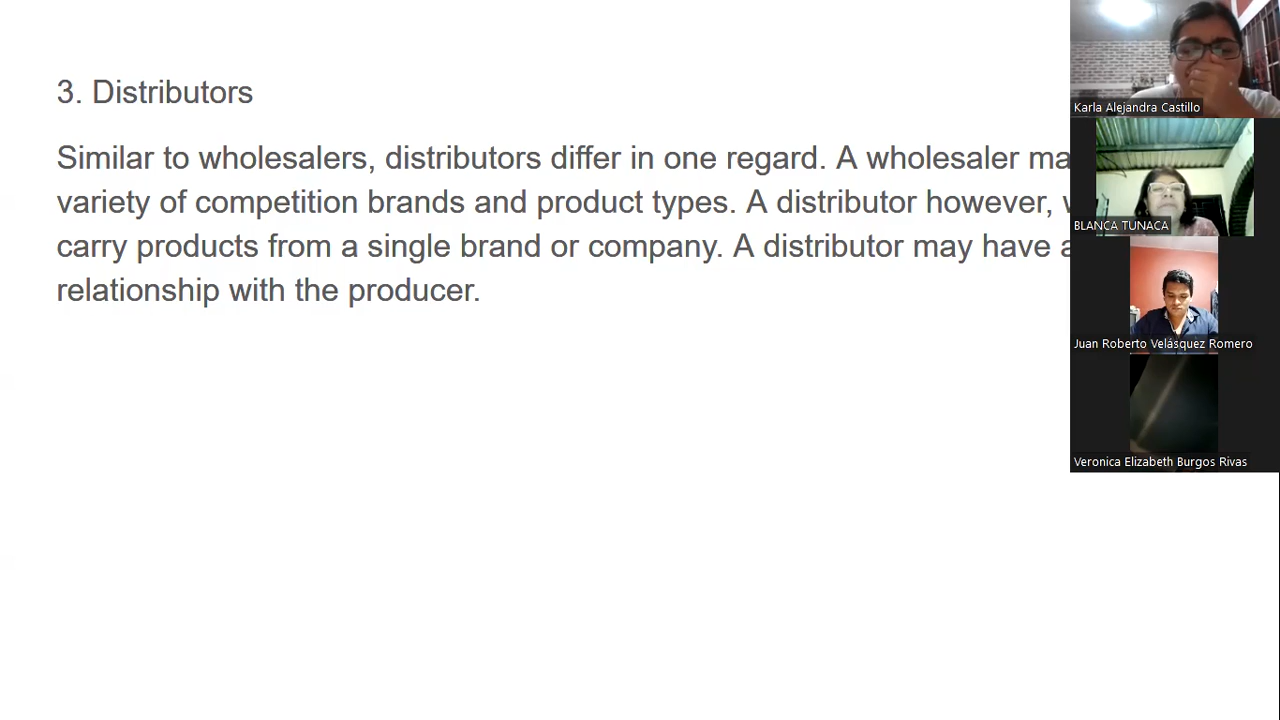 3. Distributors
Similar to wholesalers, distributors differ in one regard. A wholesaler
variety of competition brands and product types. A distributor however,
carry products from a single brand or company. A distributor may have
relationship with the producer.
Karla Alejandra Castillo
BLANCA TUNACA
Juan Roberto Velásquez Romero
Veronica Elizabeth Burgos Rivas